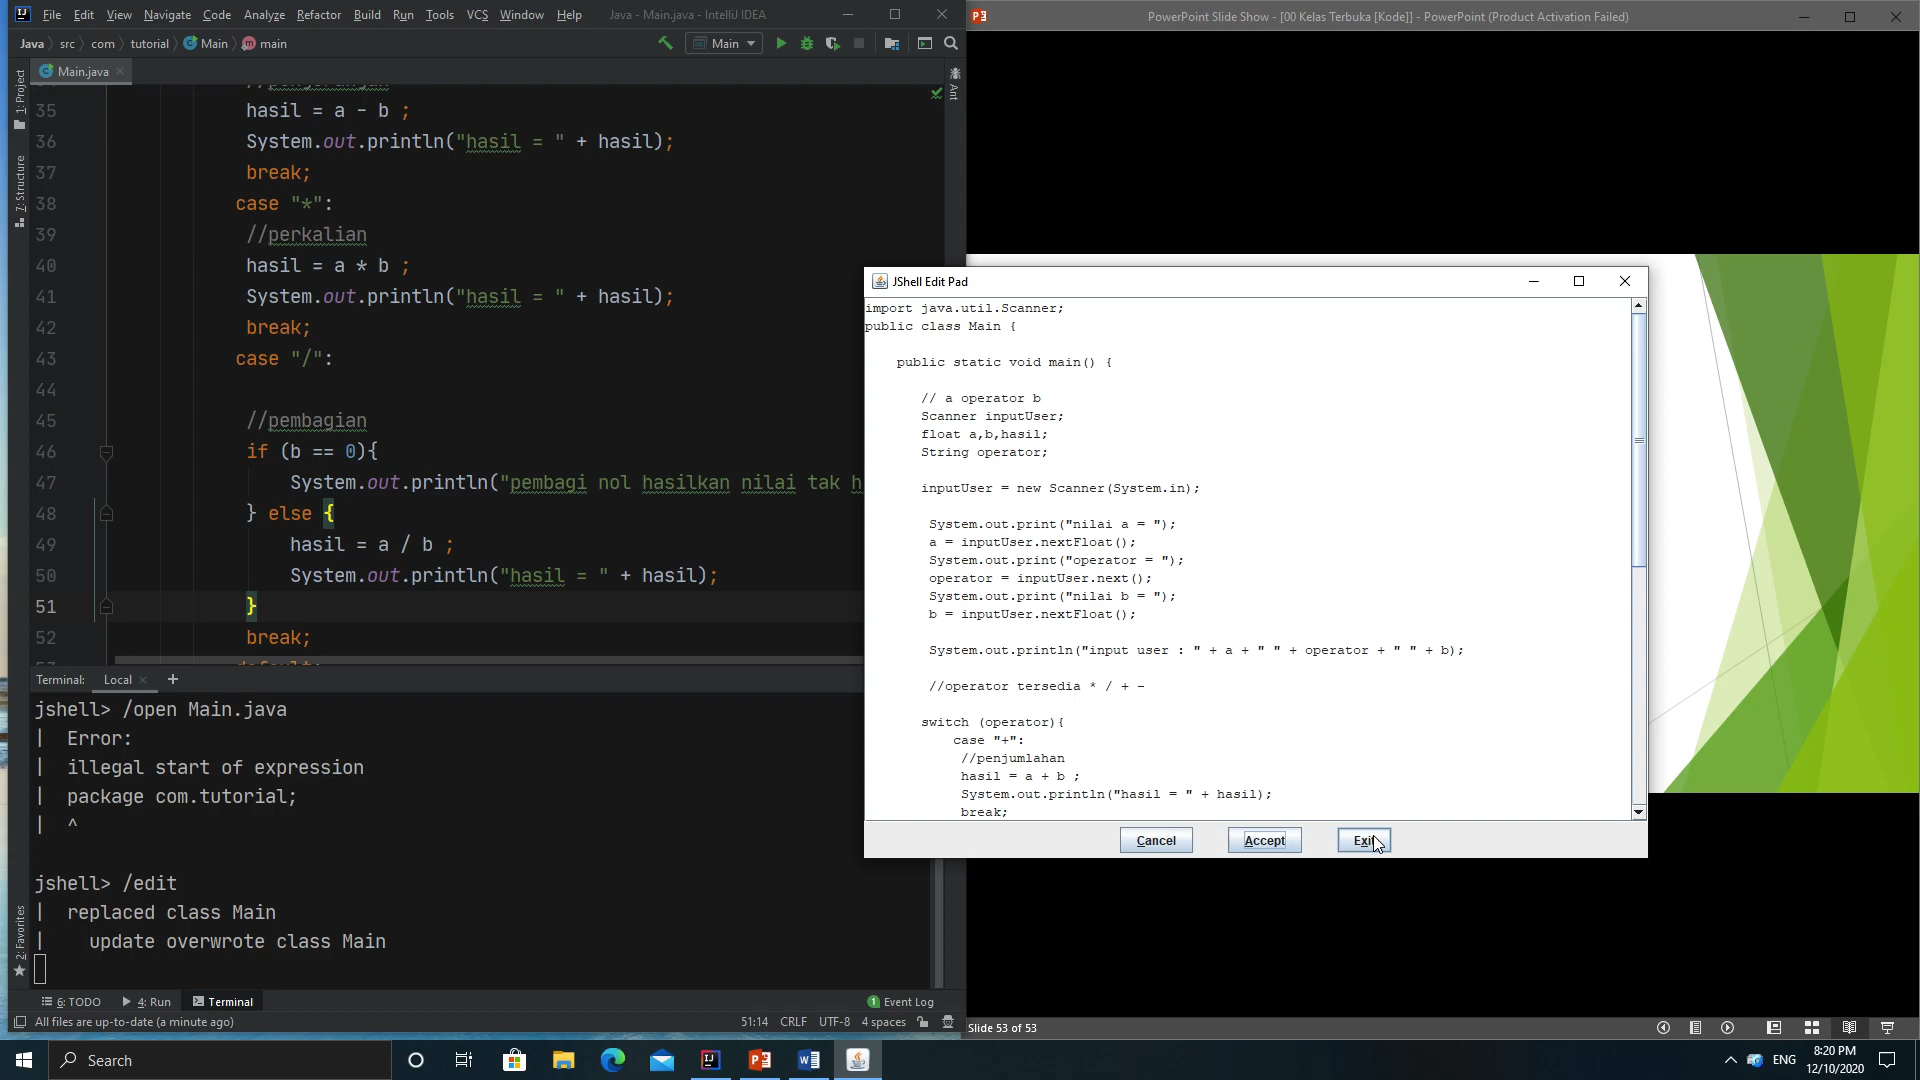 File Edit View Navigate Code Analyze Refactor Build Run Tools VCS Window Help Java - Main.java - IntelliJ IDEA
Java src com tutorial Main main
Main
Main.java
1: Project
7: Structure
2: Favorites
Ant
35 hasil = a - b ;
36 System.out.println("hasil = " + hasil);
37 break;
38 case "*":
39 //perkalian
40 hasil = a * b ;
41 System.out.println("hasil = " + hasil);
42 break;
43 case "/":
44
45 //pembagian
46 if (b == 0){
47 System.out.println("pembagi nol hasilkan nilai tak h
48 } else {
49 hasil = a / b ;
50 System.out.println("hasil = " + hasil);
51 }
52 break;
Terminal: Local +
jshell> /open Main.java
| Error:
| illegal start of expression
| package com.tutorial;
| ^
jshell> /edit
| replaced class Main
| update overwrote class Main
6: TODO 4: Run Terminal 1 Event Log
All files are up-to-date (a minute ago) 51:14 CRLF UTF-8 4 spaces
PowerPoint Slide Show - [00 Kelas Terbuka [Kode]] - PowerPoint (Product Activation Failed)
JShell Edit Pad
import java.util.Scanner;
public class Main {
public static void main() {
// a operator b
Scanner inputUser;
float a,b,hasil;
String operator;
inputUser = new Scanner(System.in);
System.out.print("nilai a = ");
a = inputUser.nextFloat();
System.out.print("operator = ");
operator = inputUser.next();
System.out.print("nilai b = ");
b = inputUser.nextFloat();
System.out.println("input user : " + a + " " + operator + " " + b);
//operator tersedia * / + -
switch (operator){
case "+":
//penjumlahan
hasil = a + b ;
System.out.println("hasil = " + hasil);
break;
Cancel Accept Exit
Slide 53 of 53
Search
ENG
8:20 PM
12/10/2020